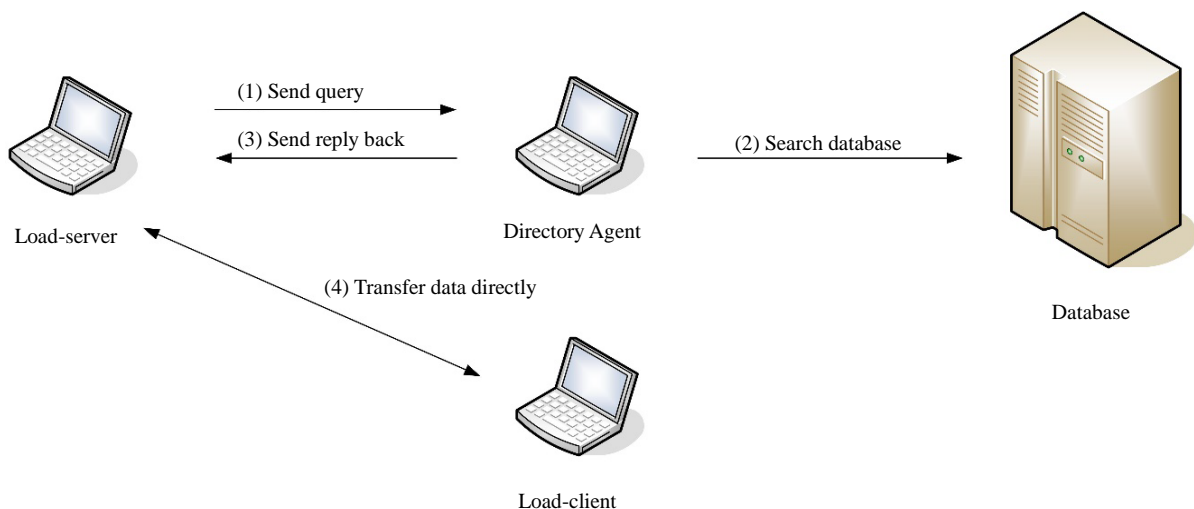 (1) Send query
(3) Send reply back
(2) Search database
Load-server
Directory Agent
(4) Transfer data directly
Database
Load-client